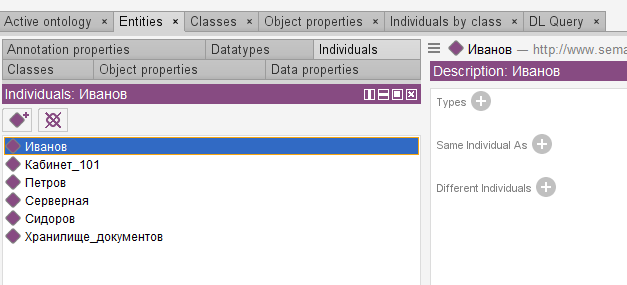 Active ontology × Entities × Classes × Object properties × Individuals by class × DL Query ×
Annotation properties Datatypes Individuals
Classes Object properties Data properties
Individuals: Иванов
Иванов
Кабинет_101
Петров
Серверная
Сидоров
Хранилище_документов
Иванов — http://www.sema
Description: Иванов
Types
Same Individual As
Different Individuals